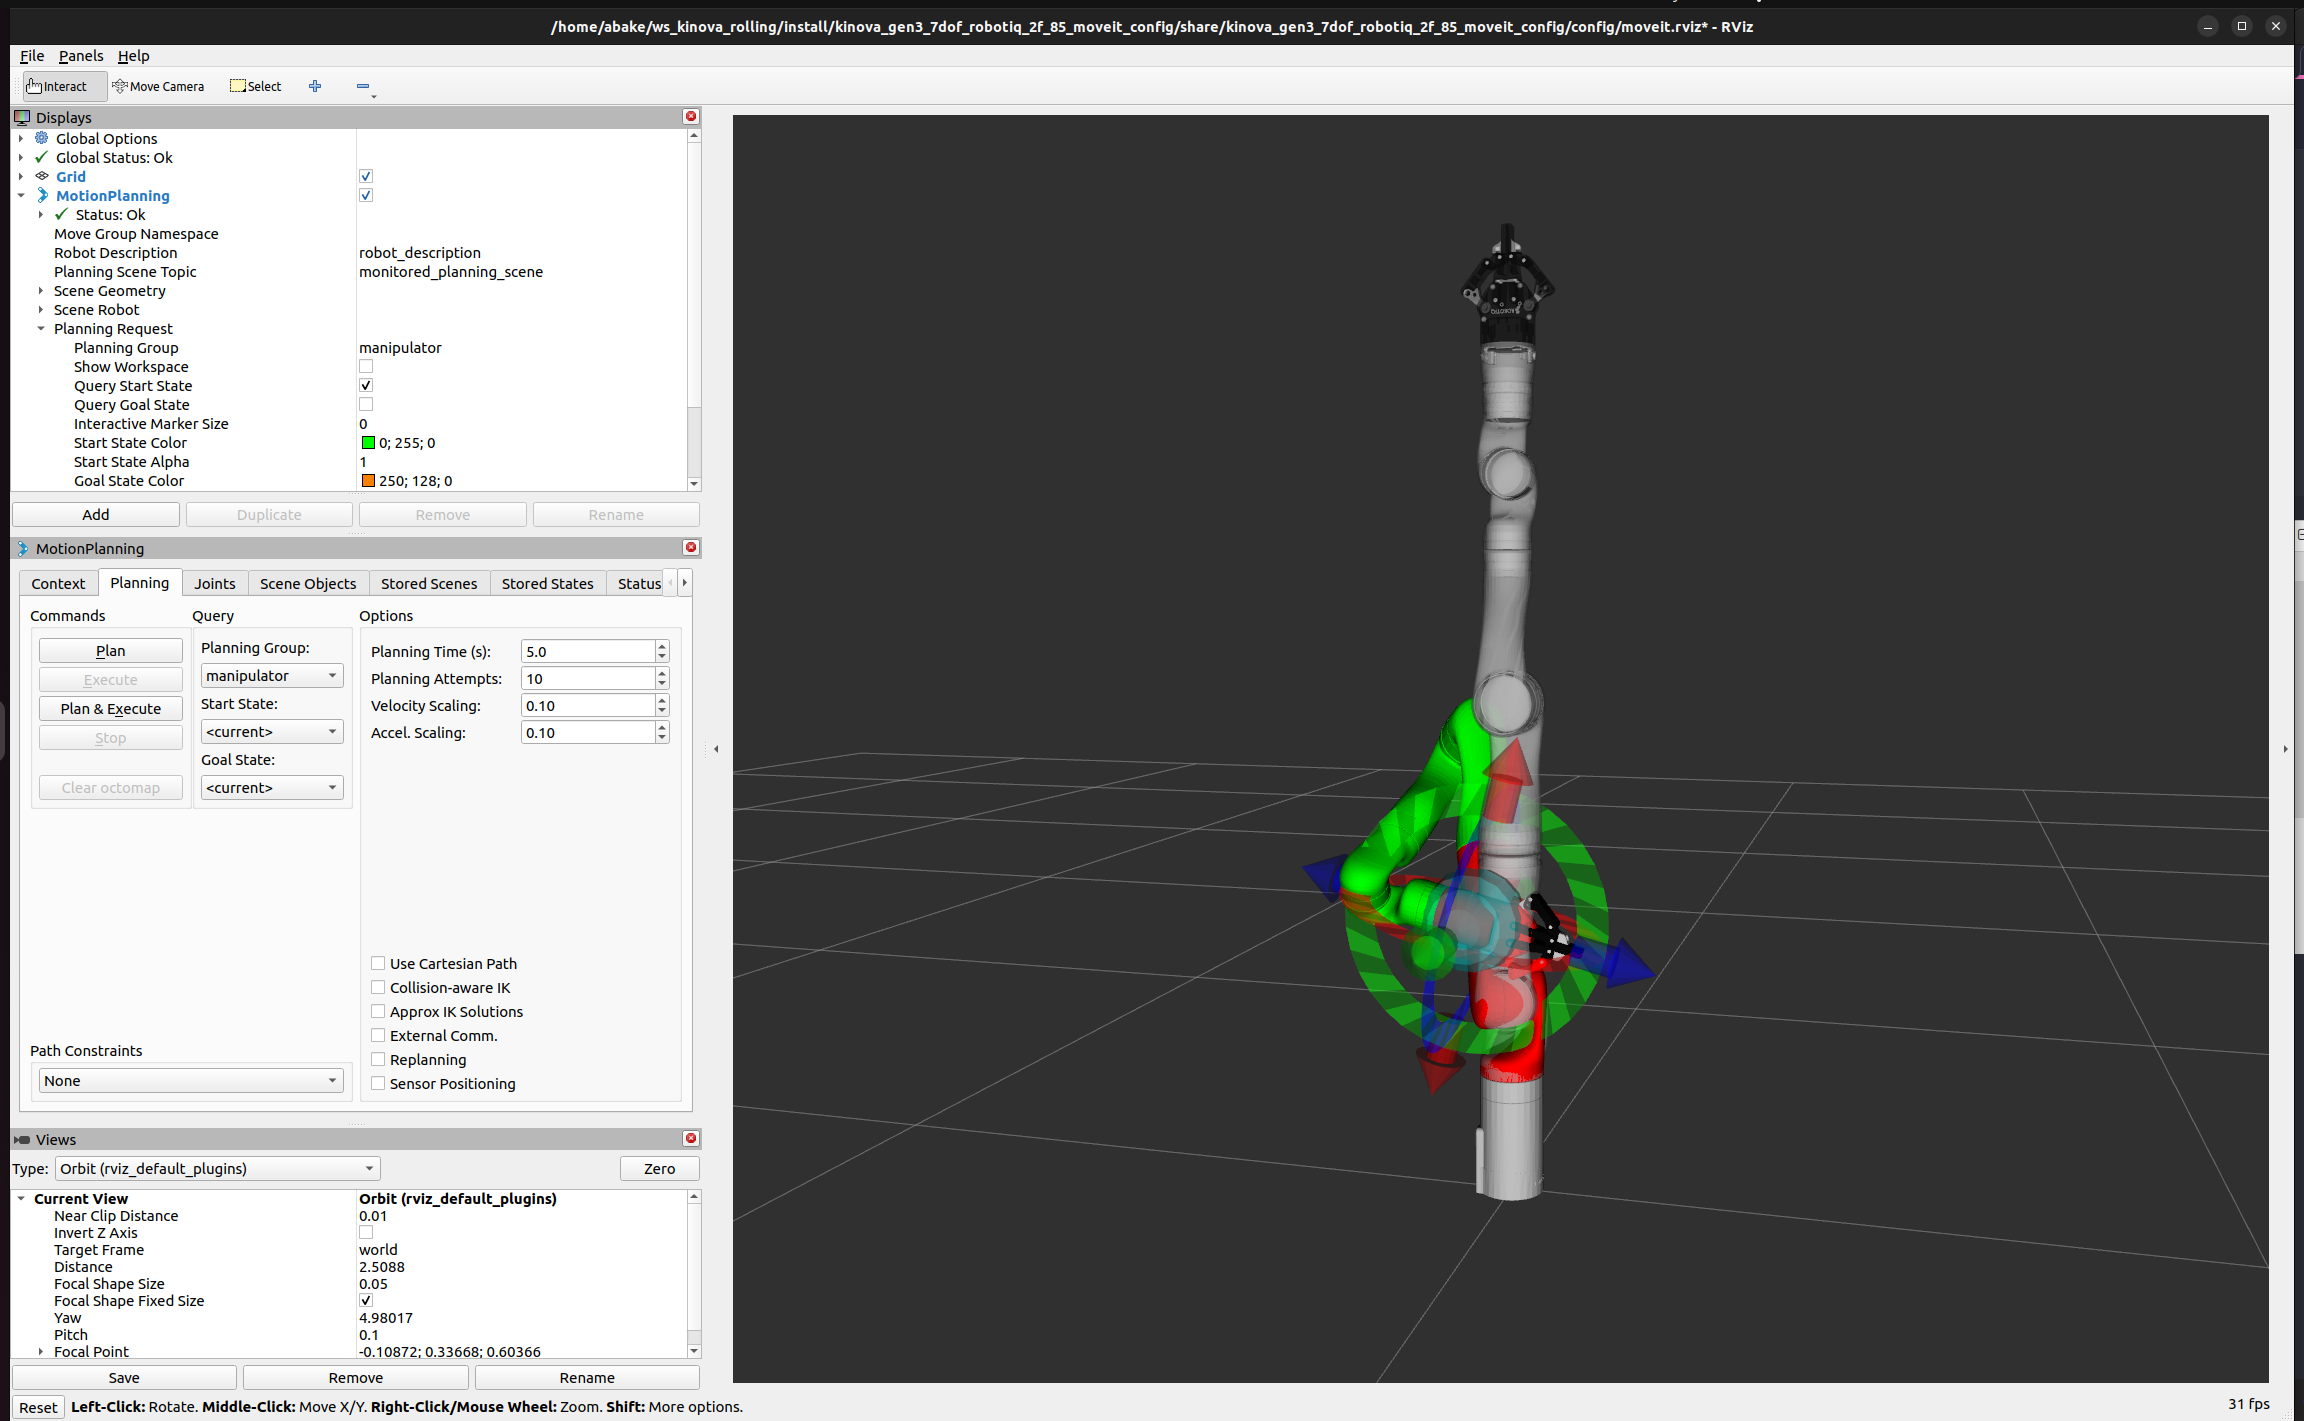 /home/abake/ws_kinova_rolling/install/kinova_gen3_7dof_robotiq_2f_85_moveit_config/share/kinova_gen3_7dof_robotiq_2f_85_moveit_config/config/moveit.rviz* - RViz
File Panels Help
Interact Move Camera Select
Displays
Global Options
Global Status: Ok
Grid
MotionPlanning
Status: Ok
Move Group Namespace
Robot Description robot_description
Planning Scene Topic monitored_planning_scene
Scene Geometry
Scene Robot
Planning Request
Planning Group manipulator
Show Workspace
Query Start State
Query Goal State
Interactive Marker Size 0
Start State Color 0; 255; 0
Start State Alpha 1
Goal State Color 250; 128; 0
Add Duplicate Remove Rename
MotionPlanning
Context Planning Joints Scene Objects Stored Scenes Stored States Status
Commands Query Options
Plan
Execute
Plan & Execute
Stop
Clear octomap
Planning Group:
manipulator
Start State:
<current>
Goal State:
<current>
Planning Time (s): 5.0
Planning Attempts: 10
Velocity Scaling: 0.10
Accel. Scaling: 0.10
Use Cartesian Path
Collision-aware IK
Approx IK Solutions
External Comm.
Replanning
Sensor Positioning
Path Constraints
None
Views
Type: Orbit (rviz_default_plugins) Zero
Current View Orbit (rviz_default_plugins)
Near Clip Distance 0.01
Invert Z Axis
Target Frame world
Distance 2.5088
Focal Shape Size 0.05
Focal Shape Fixed Size
Yaw 4.98017
Pitch 0.1
Focal Point -0.10872; 0.33668; 0.60366
Save Remove Rename
Reset Left-Click: Rotate. Middle-Click: Move X/Y. Right-Click/Mouse Wheel: Zoom. Shift: More options.
31 fps